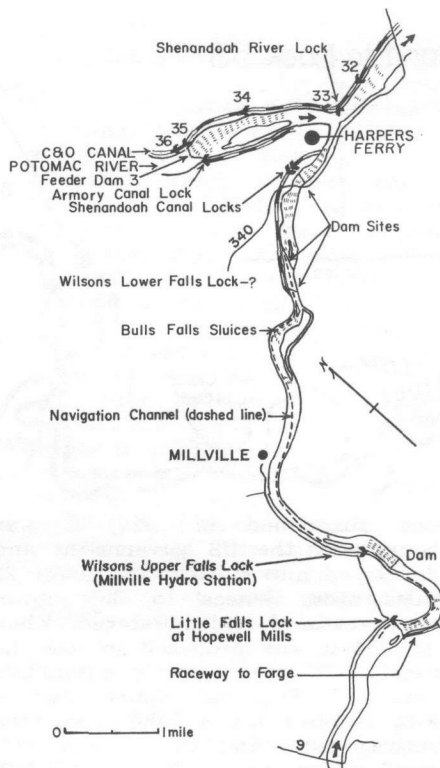 Shenandoah River Lock
32
33
34
35
36
C&O CANAL
POTOMAC RIVER
Feeder Dam 3
Armory Canal Lock
Shenandoah Canal Locks
HARPERS
FERRY
Dam Sites
340
Wilsons Lower Falls Lock-?
Bulls Falls Sluices
N
Navigation Channel (dashed line)
MILLVILLE
Wilsons Upper Falls Lock
(Millville Hydro Station)
Dam
Little Falls Lock
at Hopewell Mills
Raceway to Forge
0 1 mile
9